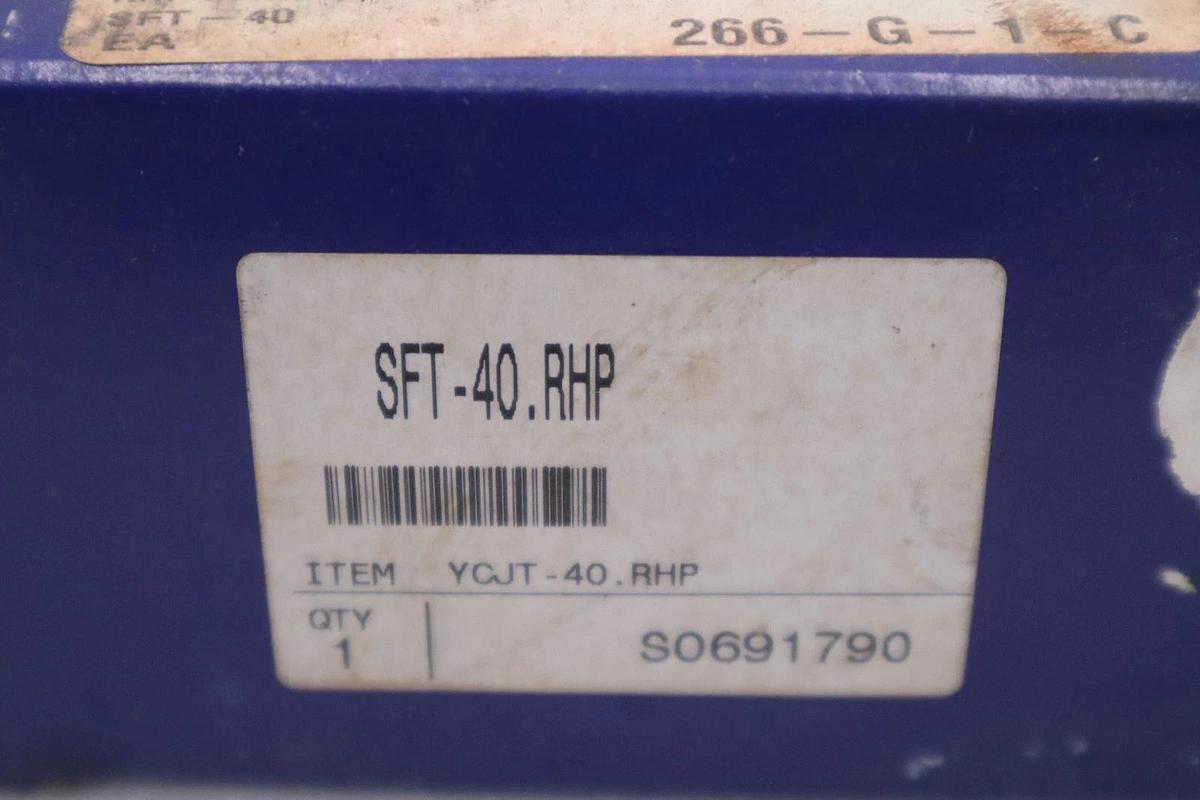 SFT-40
EA
266-G-1-C
SFT-40.RHP
ITEM YCJT-40.RHP
QTY
1
S0691790